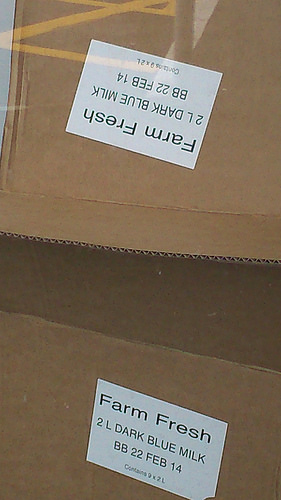 Farm Fresh
2 L DARK BLUE MILK
BB 22 FEB 14
Contains 9 x 2 L
Farm Fresh
2 L DARK BLUE MILK
BB 22 FEB 14
Contains 9 x 2 L